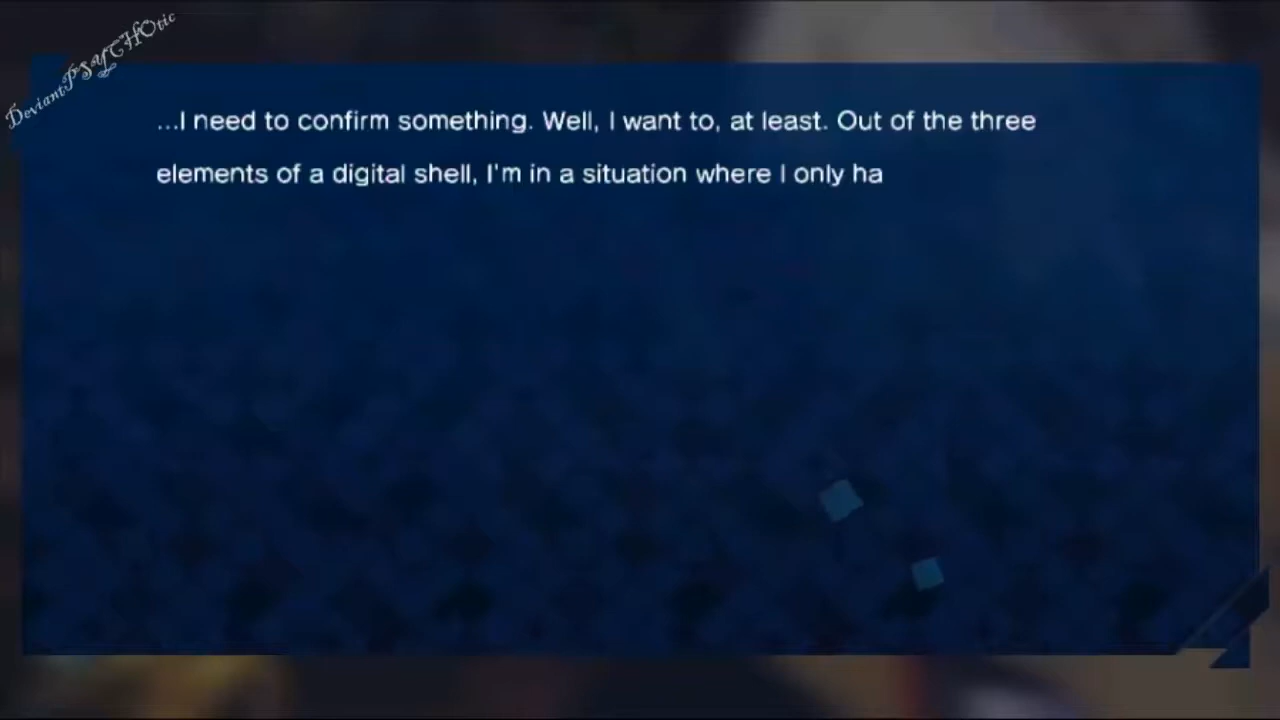 DeviantPSYCHOtic
...I need to confirm something. Well, I want to, at least. Out of the three
elements of a digital shell, I'm in a situation where I only ha